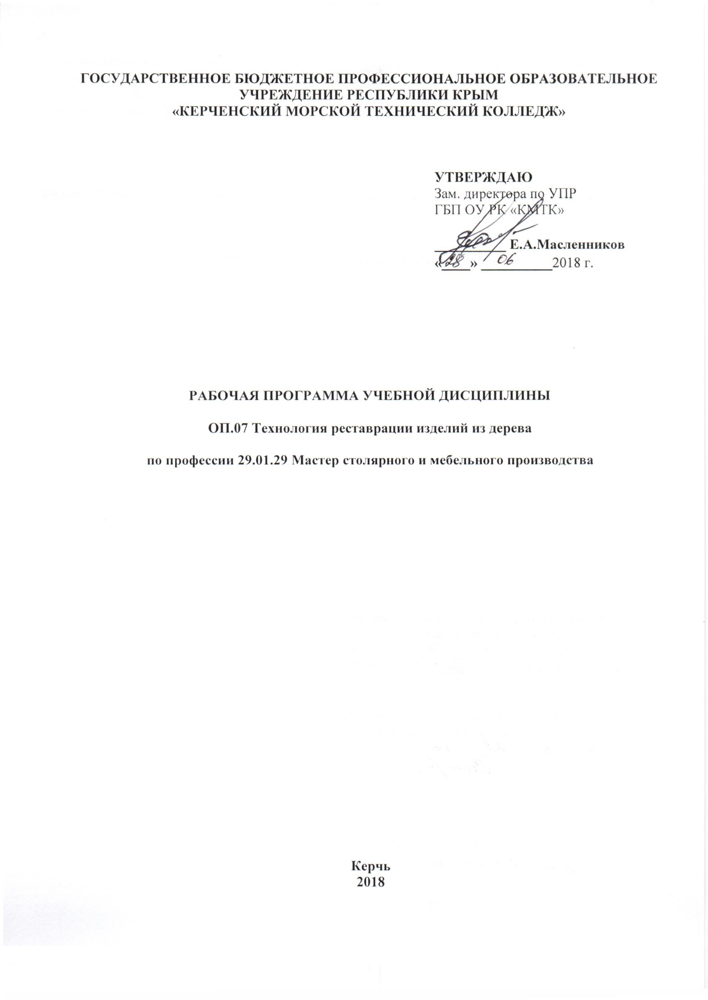 ГОСУДАРСТВЕННОЕ БЮДЖЕТНОЕ ПРОФЕССИОНАЛЬНОЕ ОБРАЗОВАТЕЛЬНОЕ
УЧРЕЖДЕНИЕ РЕСПУБЛИКИ КРЫМ
«КЕРЧЕНСКИЙ МОРСКОЙ ТЕХНИЧЕСКИЙ КОЛЛЕДЖ»
УТВЕРЖДАЮ
Зам. директора по УПР
ГБП ОУ РК «КМТК»
__________ Е.А.Масленников
«28» 06 2018 г.
РАБОЧАЯ ПРОГРАММА УЧЕБНОЙ ДИСЦИПЛИНЫ
ОП.07 Технология реставрации изделий из дерева
по профессии 29.01.29 Мастер столярного и мебельного производства
Керчь
2018